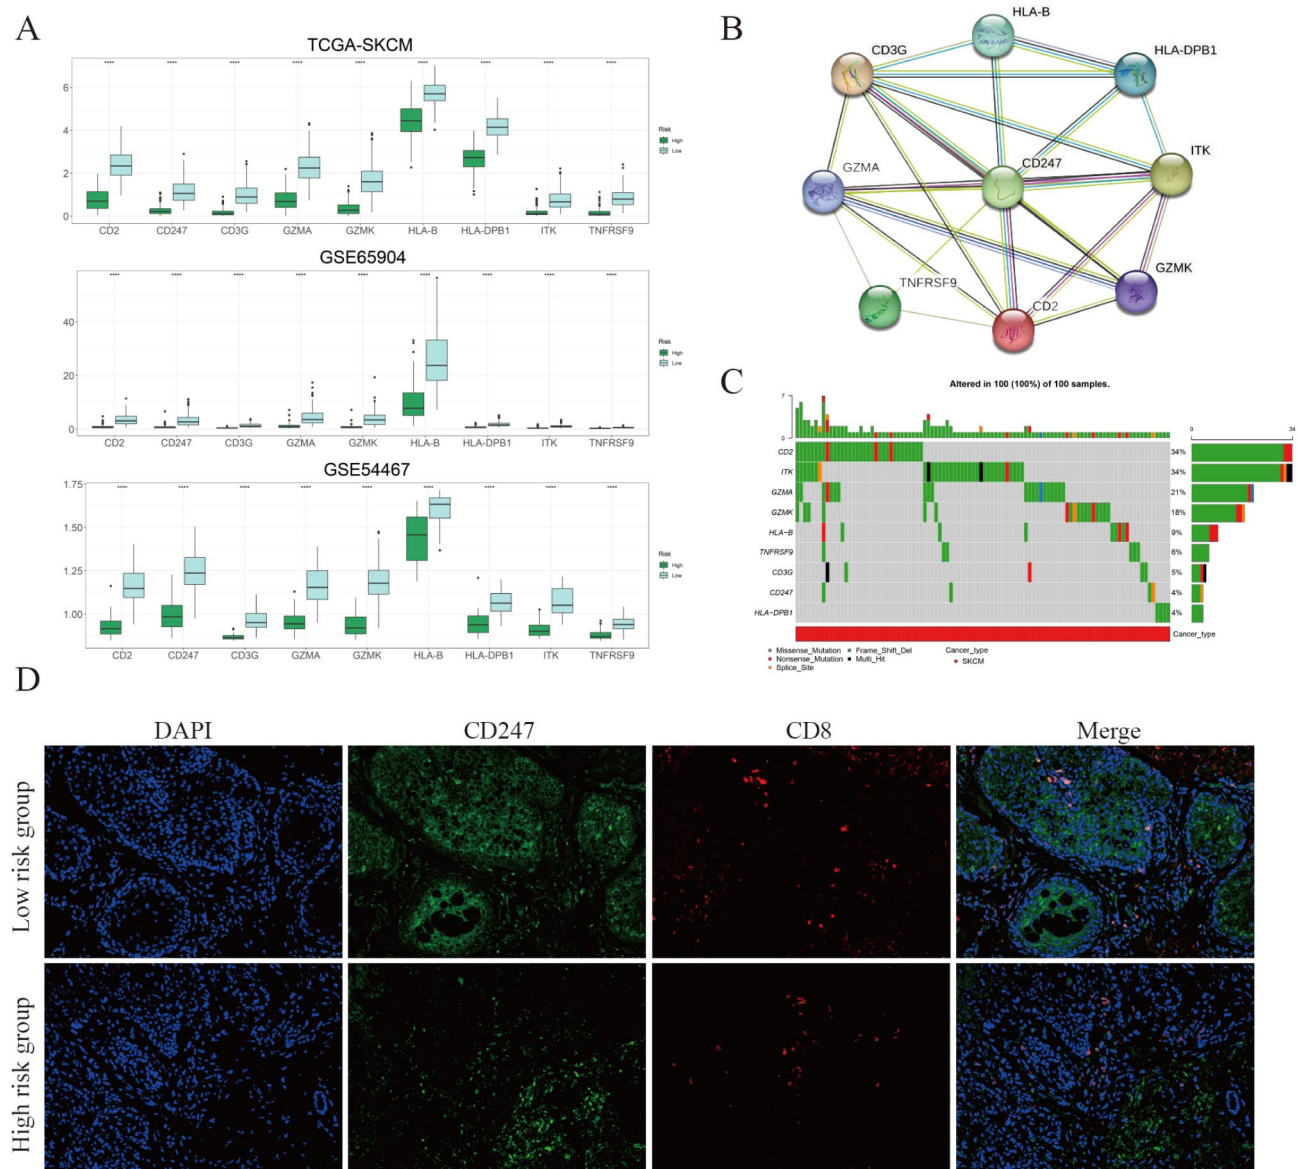 A
TCGA-SKCM
**** **** **** **** **** **** **** **** ****
6
4
2
0
CD2 CD247 CD3G GZMA GZMK HLA-B HLA-DPB1 ITK TNFRSF9
Risk
High
Low
GSE65904
**** **** **** **** **** **** **** **** ****
40
20
0
CD2 CD247 CD3G GZMA GZMK HLA-B HLA-DPB1 ITK TNFRSF9
Risk
High
Low
GSE54467
**** **** **** **** **** **** **** **** ****
1.75
1.50
1.25
1.00
CD2 CD247 CD3G GZMA GZMK HLA-B HLA-DPB1 ITK TNFRSF9
Risk
High
Low
B
HLA-B
CD3G
HLA-DPB1
CD247
ITK
GZMA
GZMK
TNFRSF9
CD2
C
Altered in 100 (100%) of 100 samples.
7
0
0 34
CD2 34%
ITK 34%
GZMA 21%
GZMK 18%
HLA-B 9%
TNFRSF9 6%
CD3G 5%
CD247 4%
HLA-DPB1 4%
Cancer_type
Missense_Mutation Frame_Shift_Del Cancer_type
Nonsense_Mutation Multi_Hit SKCM
Splice_Site
D
DAPI CD247 CD8 Merge
Low risk group
High risk group